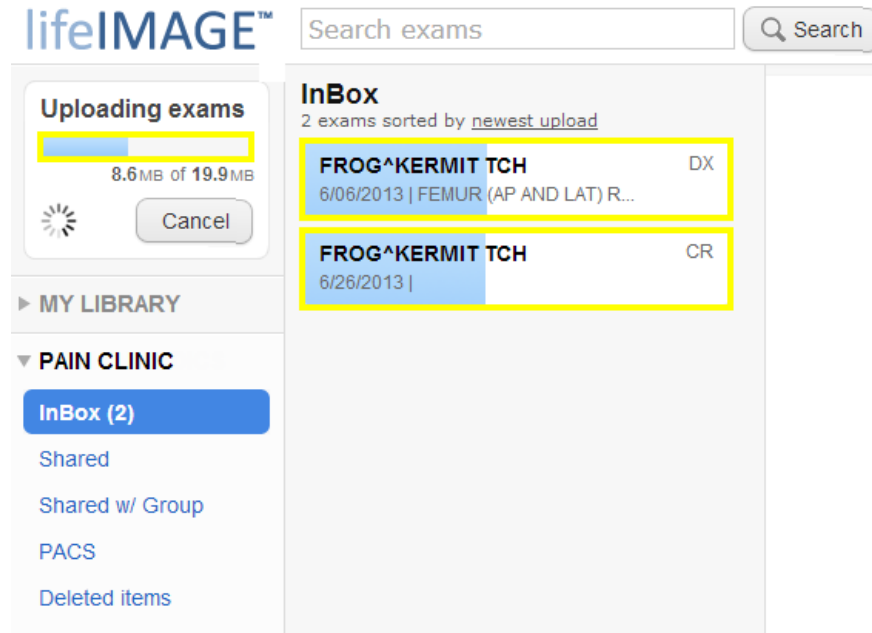 lifeIMAGE™
Search exams
Search
Uploading exams
8.6MB of 19.9MB
Cancel
MY LIBRARY
PAIN CLINIC
InBox (2)
Shared
Shared w/ Group
PACS
Deleted items
InBox
2 exams sorted by newest upload
FROG^KERMIT TCH DX
6/06/2013 | FEMUR (AP AND LAT) R...
FROG^KERMIT TCH CR
6/26/2013 |